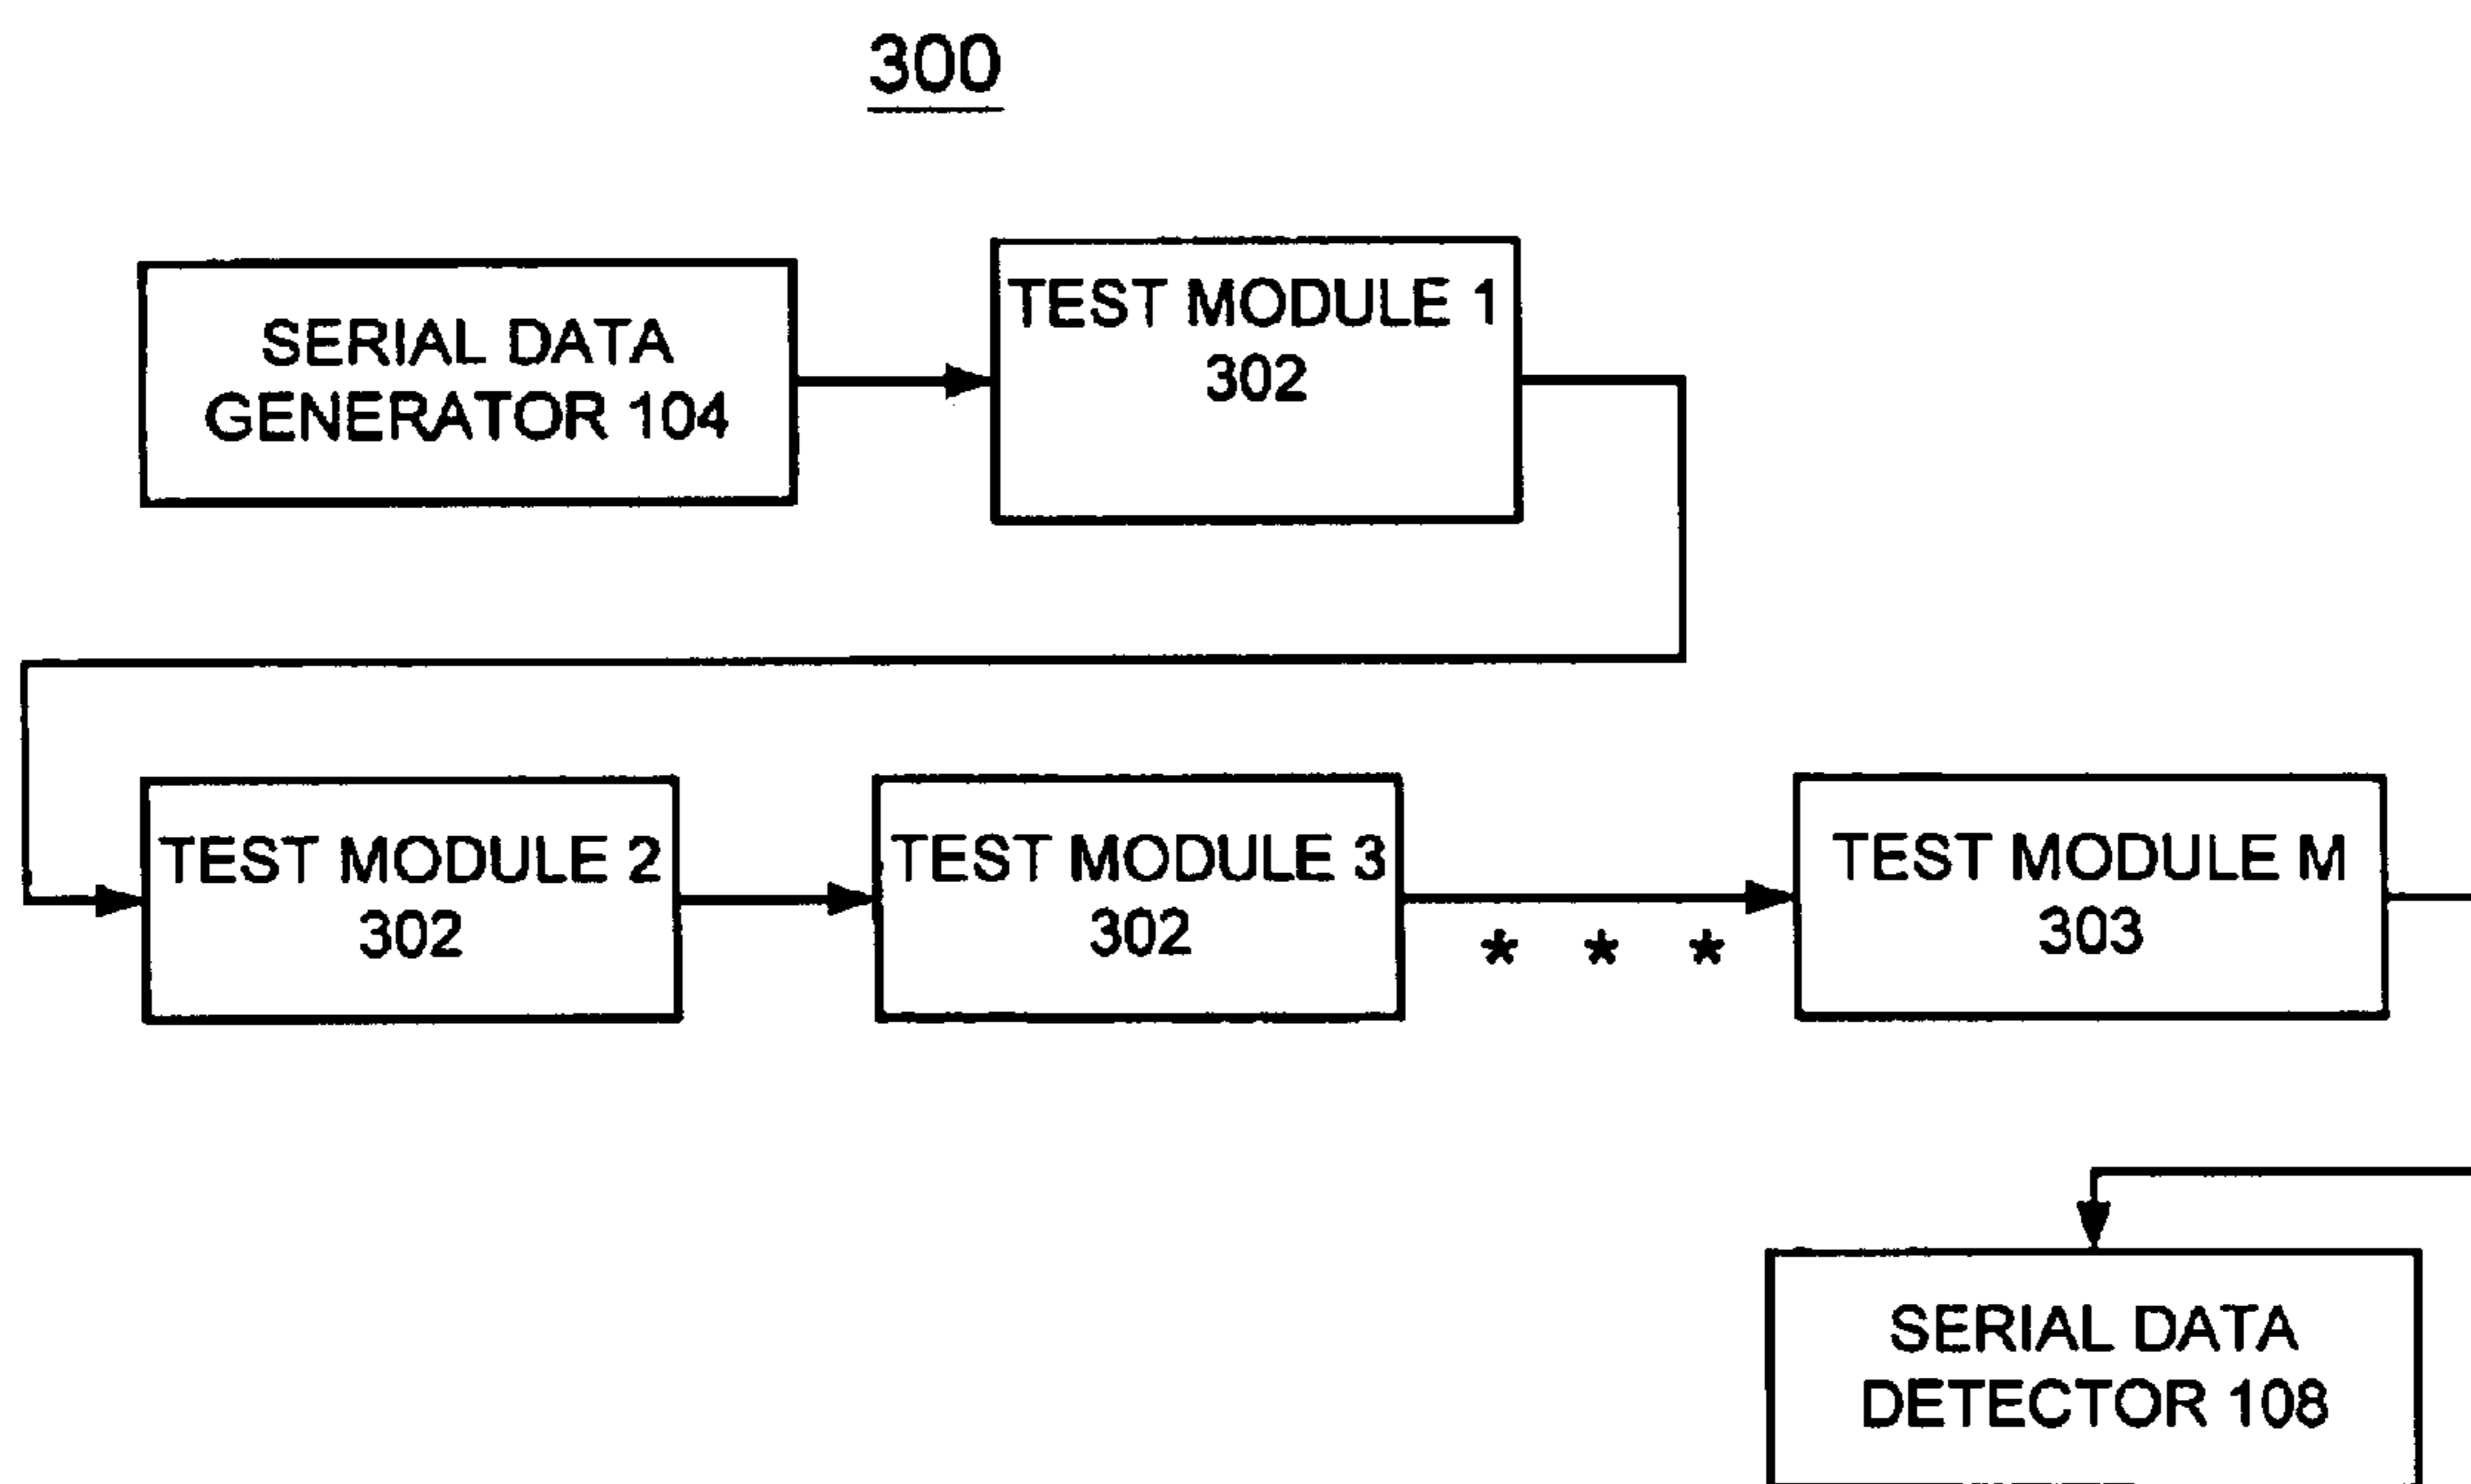 300
TEST MODULE 1
302
SERIAL DATA
GENERATOR 104
TEST MODULE 2
302
TEST MODULE 3
302
* * *
TEST MODULE M
303
SERIAL DATA
DETECTOR 108